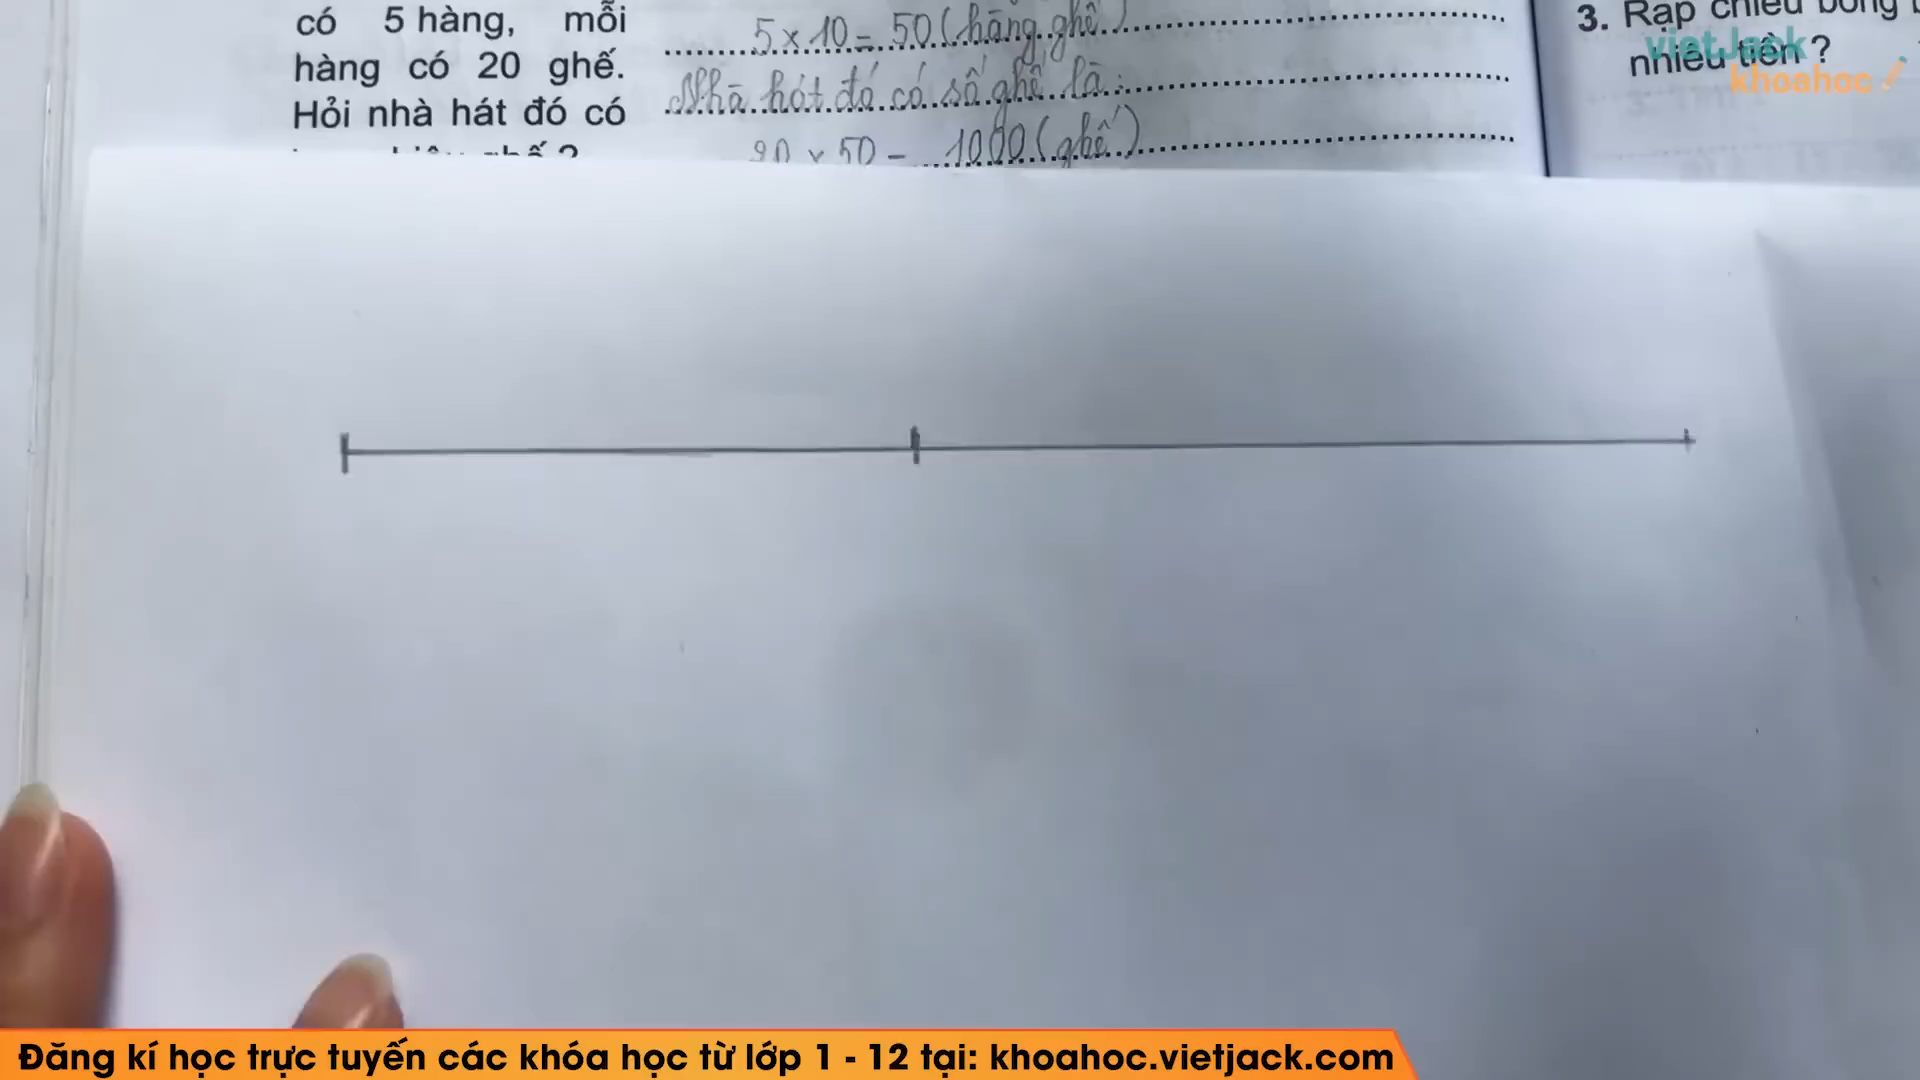 có 5 hàng, mỗi
hàng có 20 ghế.
Hỏi nhà hát đó có
5 x 10 = 50 (hàng ghế)
Nhà hát đó có số ghế là:
20 x 50 = 1000 (ghế)
3. Rạp chiếu bóng
nhiêu tiền ?
vietJack
khoahoc
Đăng kí học trực tuyến các khóa học từ lớp 1 - 12 tại: khoahoc.vietjack.com